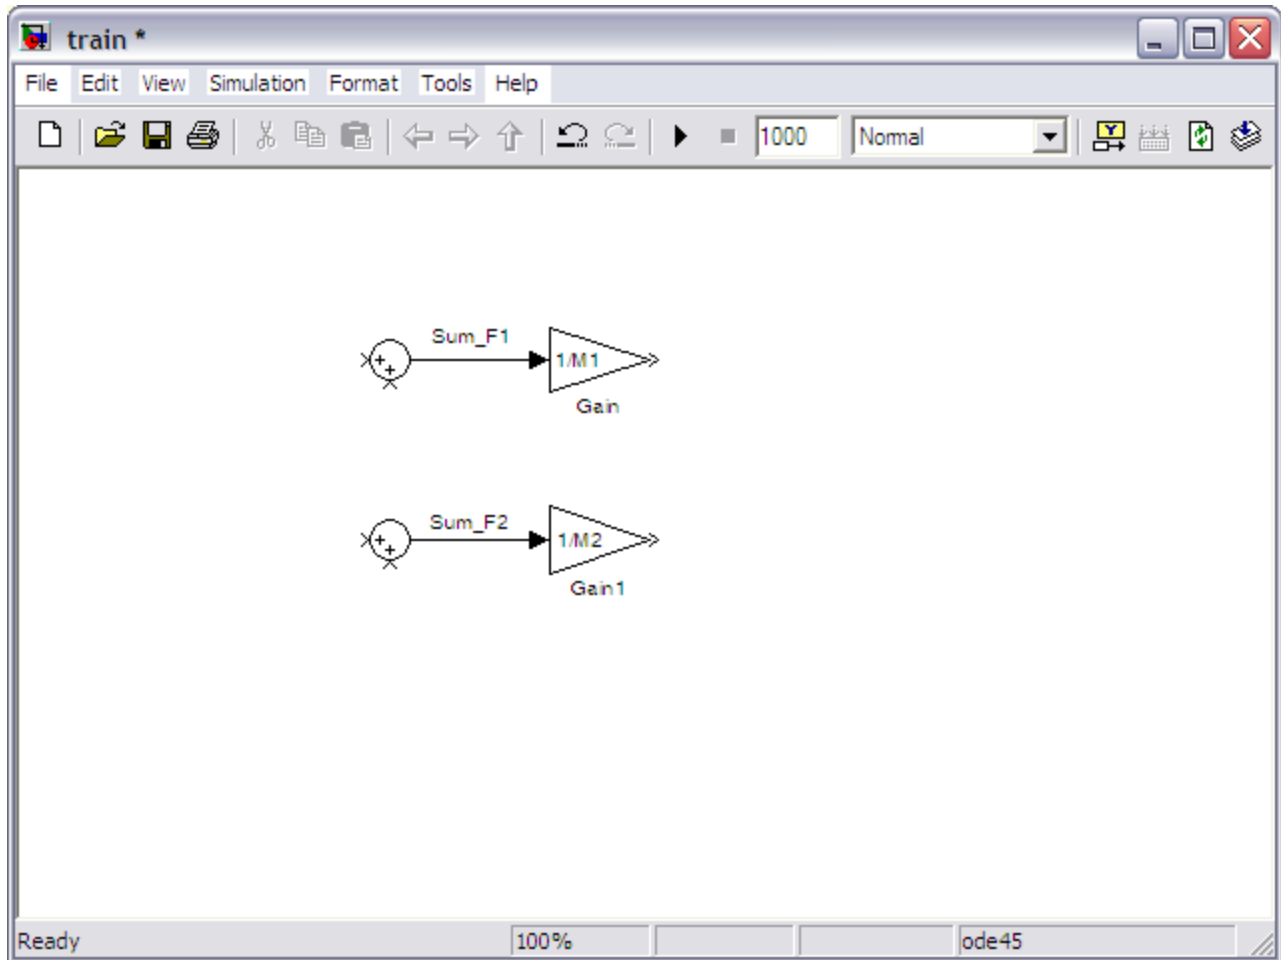 train *
File Edit View Simulation Format Tools Help
1000 Normal
Sum_F1
1/M1
Gain
Sum_F2
1/M2
Gain1
Ready 100% ode45